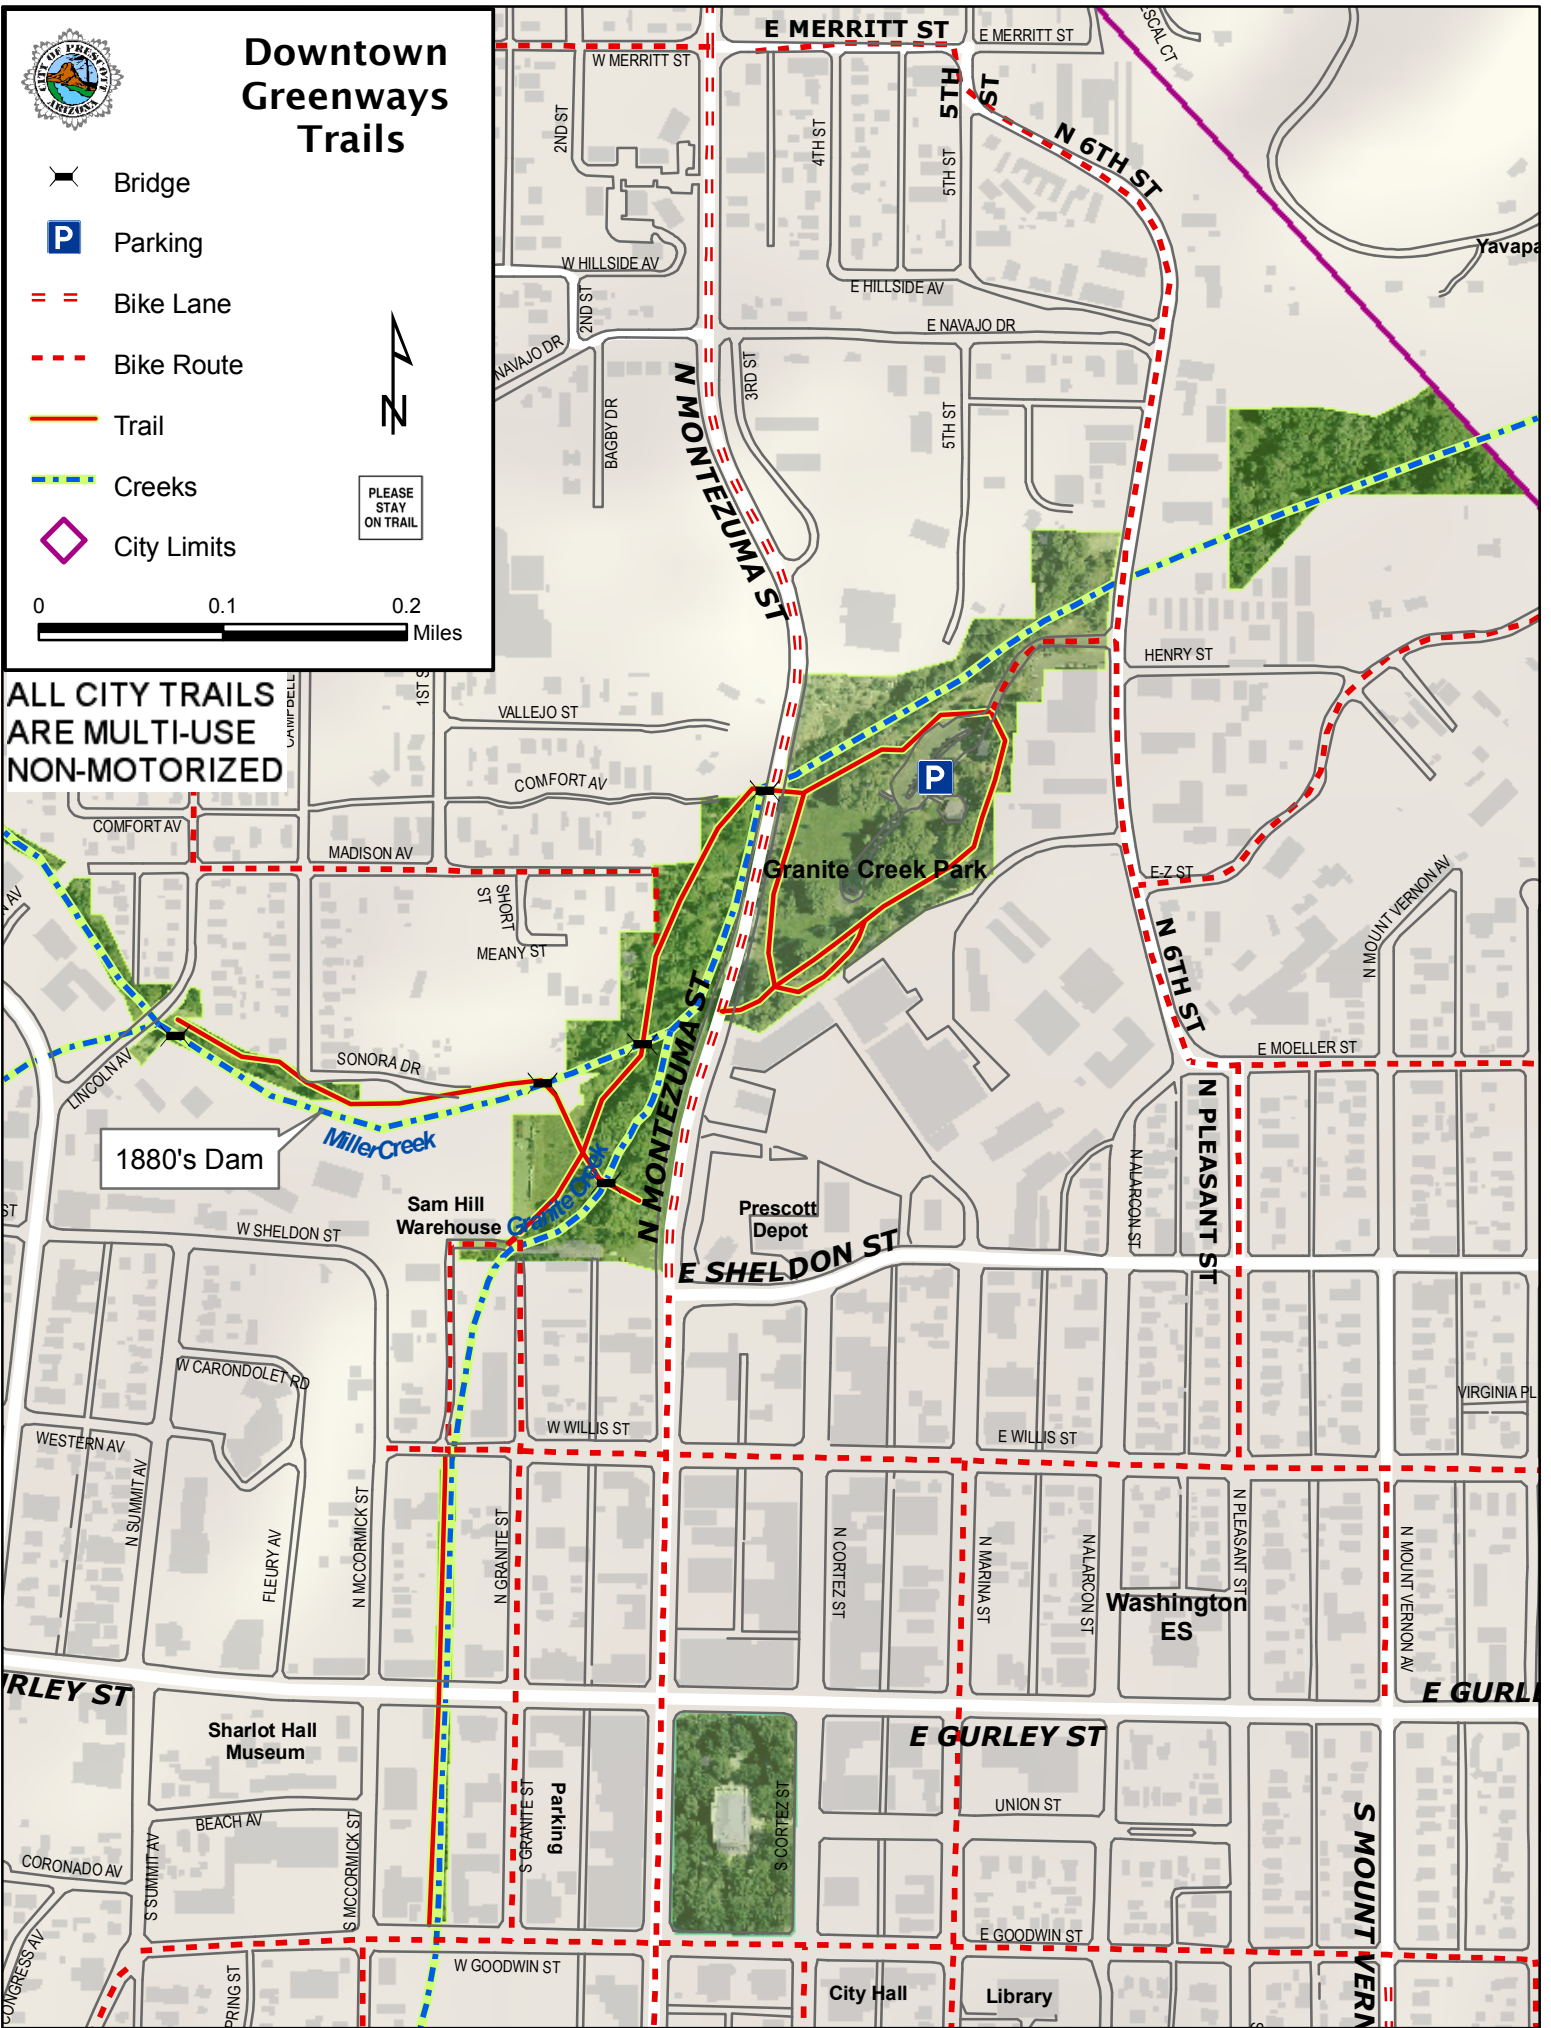 Downtown
Greenways
Trails
CITY OF PRESCOTT
ARIZONA
Bridge
P
Parking
Bike Lane
Bike Route
Trail
Creeks
City Limits
N
PLEASE
STAY
ON TRAIL
0
0.1
0.2
Miles
ALL CITY TRAILS
ARE MULTI-USE
NON-MOTORIZED
E MERRITT ST
E MERRITT ST
W MERRITT ST
2ND ST
4TH ST
5TH ST
5TH ST
N 6TH ST
Yavapa
W HILLSIDE AV
E HILLSIDE AV
2ND ST
E NAVAJO DR
NAVAJO DR
3RD ST
BAGBY DR
5TH ST
N MONTEZUMA ST
HENRY ST
CAMPBELL
1ST S
VALLEJO ST
COMFORT AV
COMFORT AV
P
MADISON AV
Granite Creek Park
E-Z ST
N MOUNT VERNON AV
SHORT
ST
MEANY ST
N 6TH ST
N MONTEZUMA ST
E MOELLER ST
SONORA DR
LINCOLN AV
Miller Creek
1880's Dam
N PLEASANT ST
N ALARCON ST
Sam Hill
Warehouse
Granite Creek
Prescott
Depot
W SHELDON ST
E SHELDON ST
W CARONDOLET RD
VIRGINIA PL
WESTERN AV
W WILLIS ST
E WILLIS ST
N SUMMIT AV
FLEURY AV
N MCCORMICK ST
N GRANITE ST
N CORTEZ ST
N MARINA ST
N ALARCON ST
N PLEASANT ST
N MOUNT VERNON AV
Washington
ES
RLEY ST
E GURL
E GURLEY ST
Sharlot Hall
Museum
Parking
S GRANITE ST
S CORTEZ ST
UNION ST
BEACH AV
CORONADO AV
S SUMMIT AV
S MCCORMICK ST
S MOUNT VERN
E GOODWIN ST
W GOODWIN ST
CONGRESS AV
PRING ST
City Hall
Library